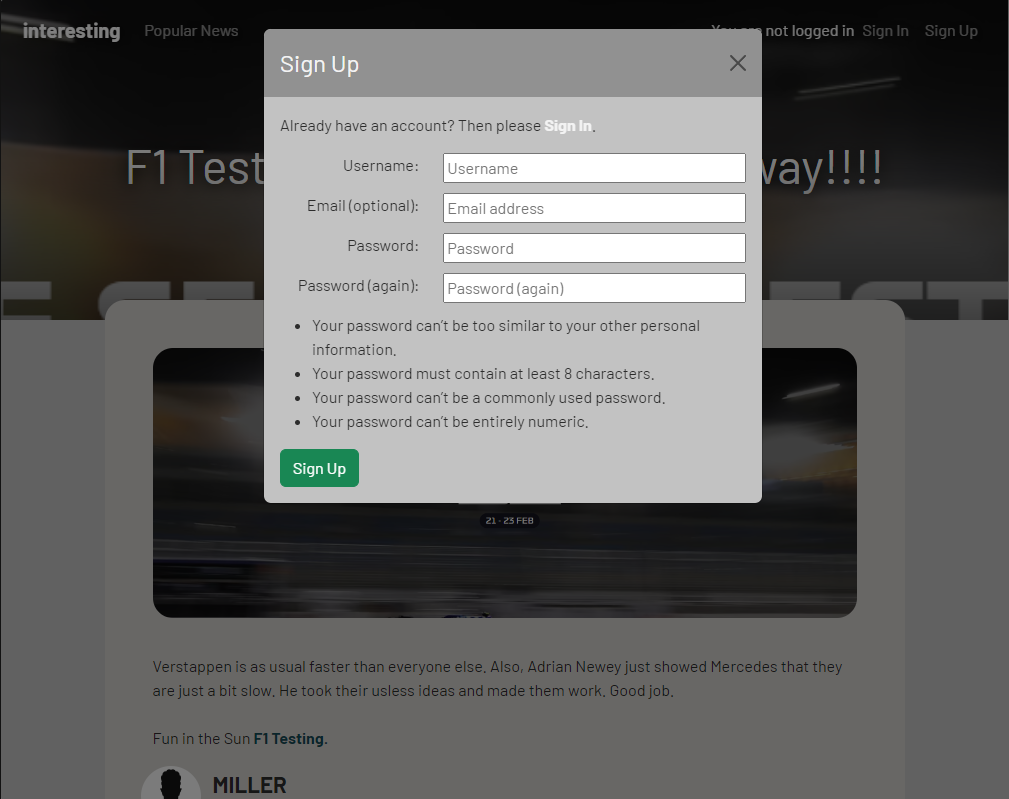 interesting Popular News You are not logged in Sign In Sign Up
Sign Up
Already have an account? Then please Sign In.
F1 Test way!!!!
Username: Username
Email (optional): Email address
Password: Password
Password (again): Password (again)
• Your password can’t be too similar to your other personal
information.
• Your password must contain at least 8 characters.
• Your password can’t be a commonly used password.
• Your password can’t be entirely numeric.
Sign Up
21 - 23 FEB
Verstappen is as usual faster than everyone else. Also, Adrian Newey just showed Mercedes that they
are just a bit slow. He took their usless ideas and made them work. Good job.
Fun in the Sun F1 Testing.
MILLER